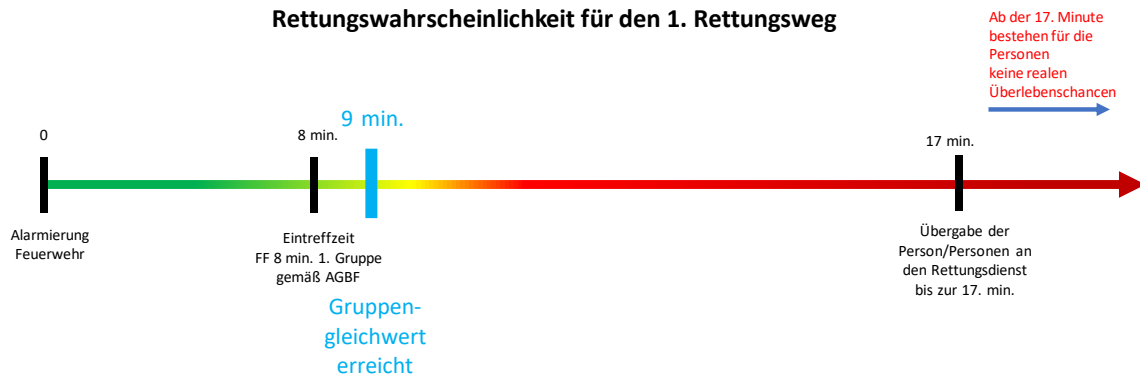 Rettungswahrscheinlichkeit für den 1. Rettungsweg
Ab der 17. Minute
bestehen für die
Personen
keine realen
Überlebenschancen
0
8 min.
9 min.
17 min.
Alarmierung
Feuerwehr
Eintreffzeit
FF 8 min. 1. Gruppe
gemäß AGBF
Gruppen-
gleichwert
erreicht
Übergabe der
Person/Personen an
den Rettungsdienst
bis zur 17. min.